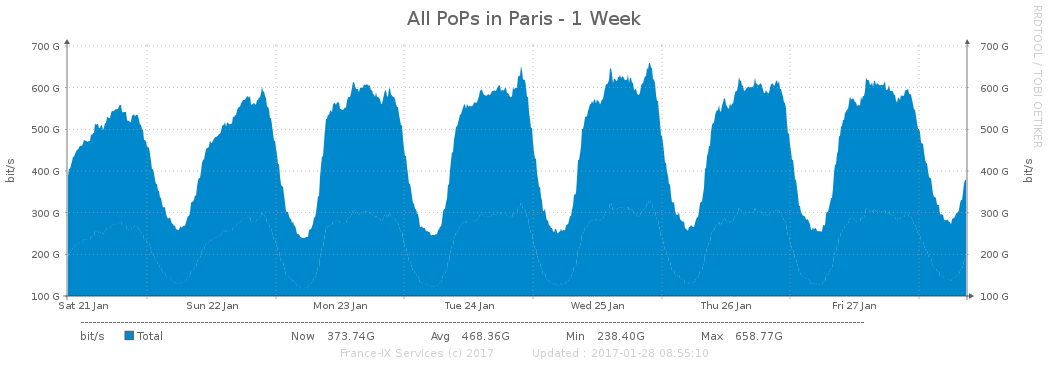 All PoPs in Paris - 1 Week
RRDTOOL / TOBI OETIKER
700 G 700 G
600 G 600 G
500 G 500 G
400 G 400 G
300 G 300 G
200 G 200 G
100 G 100 G
bit/s
bit/s
Sat 21 Jan Sun 22 Jan Mon 23 Jan Tue 24 Jan Wed 25 Jan Thu 26 Jan Fri 27 Jan
bit/s Total Now 373.74G Avg 468.36G Min 238.40G Max 658.77G
France-IX Services (c) 2017 Updated : 2017-01-28 08:55:10